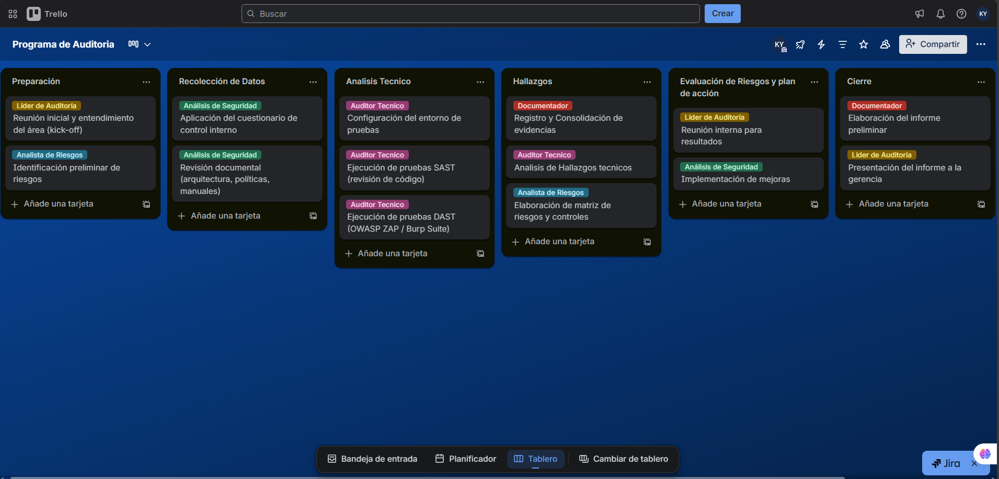 Trello
Buscar
Crear
KY
Programa de Auditoria
KY
Compartir
Preparación
Líder de Auditoría
Reunión inicial y entendimiento
del área (kick-off)
Analista de Riesgos
Identificación preliminar de
riesgos
Añade una tarjeta
Recolección de Datos
Análisis de Seguridad
Aplicación del cuestionario de
control interno
Análisis de Seguridad
Revisión documental
(arquitectura, políticas,
manuales)
Añade una tarjeta
Analisis Tecnico
Auditor Tecnico
Configuración del entorno de
pruebas
Auditor Tecnico
Ejecución de pruebas SAST
(revisión de código)
Auditor Tecnico
Ejecución de pruebas DAST
(OWASP ZAP / Burp Suite)
Añade una tarjeta
Hallazgos
Documentador
Registro y Consolidación de
evidencias
Auditor Tecnico
Analisis de Hallazgos tecnicos
Analista de Riesgos
Elaboración de matriz de
riesgos y controles
Añade una tarjeta
Evaluación de Riesgos y plan
de acción
Líder de Auditoría
Reunión interna para
resultados
Análisis de Seguridad
Implementación de mejoras
Añade una tarjeta
Cierre
Documentador
Elaboración del informe
preliminar
Líder de Auditoría
Presentación del informe a la
gerencia
Añade una tarjeta
Bandeja de entrada
Planificador
Tablero
Cambiar de tablero
Jira